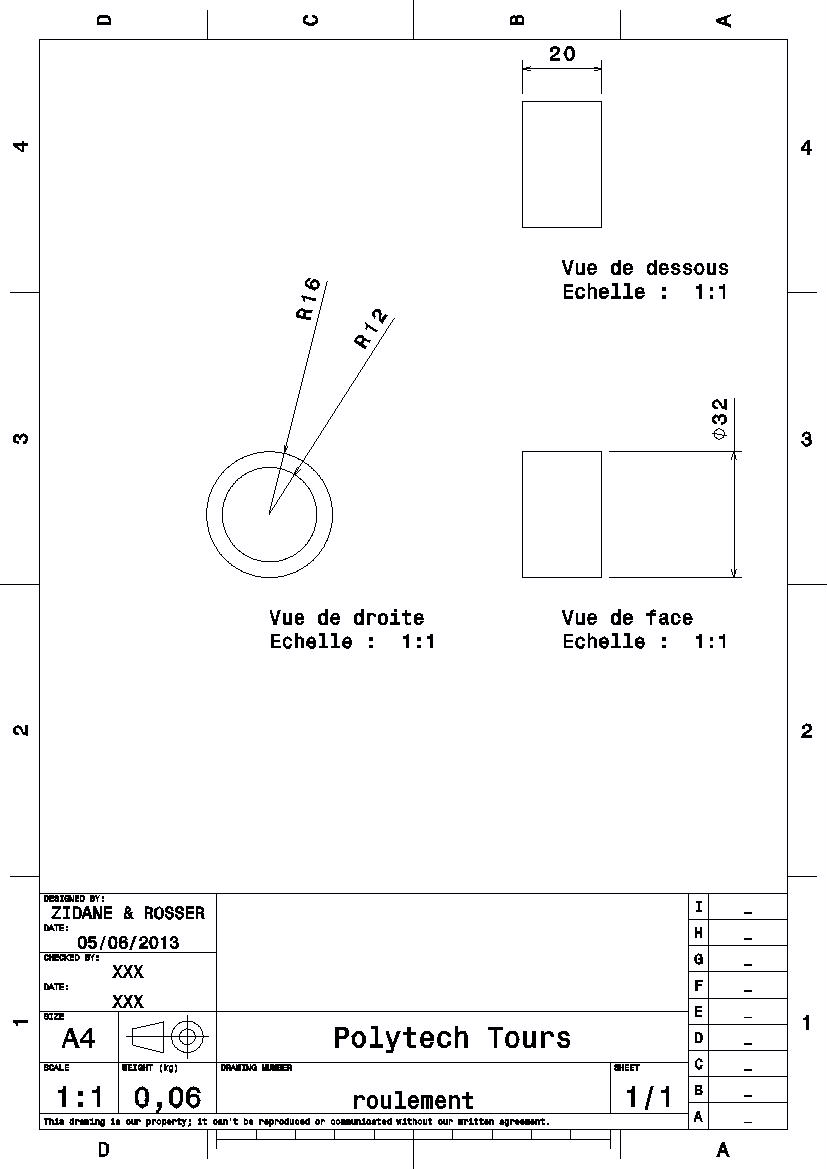 D C B A
20
4 4
Vue de dessous
Echelle : 1:1
R16
R12
⌀32
3 3
Vue de droite
Echelle : 1:1
Vue de face
Echelle : 1:1
2 2
DESIGNED BY:
ZIDANE & ROSSER
DATE:
05/06/2013
CHECKED BY:
XXX
DATE:
XXX
SIZE
A4
Polytech Tours
SCALE
1:1
WEIGHT (kg)
0,06
DRAWING NUMBER
roulement
SHEET
1/1
This drawing is our property; it can't be reproduced or communicated without our written agreement.
I _
H _
G _
F _
E _
D _
C _
B _
A _
1 1
D A